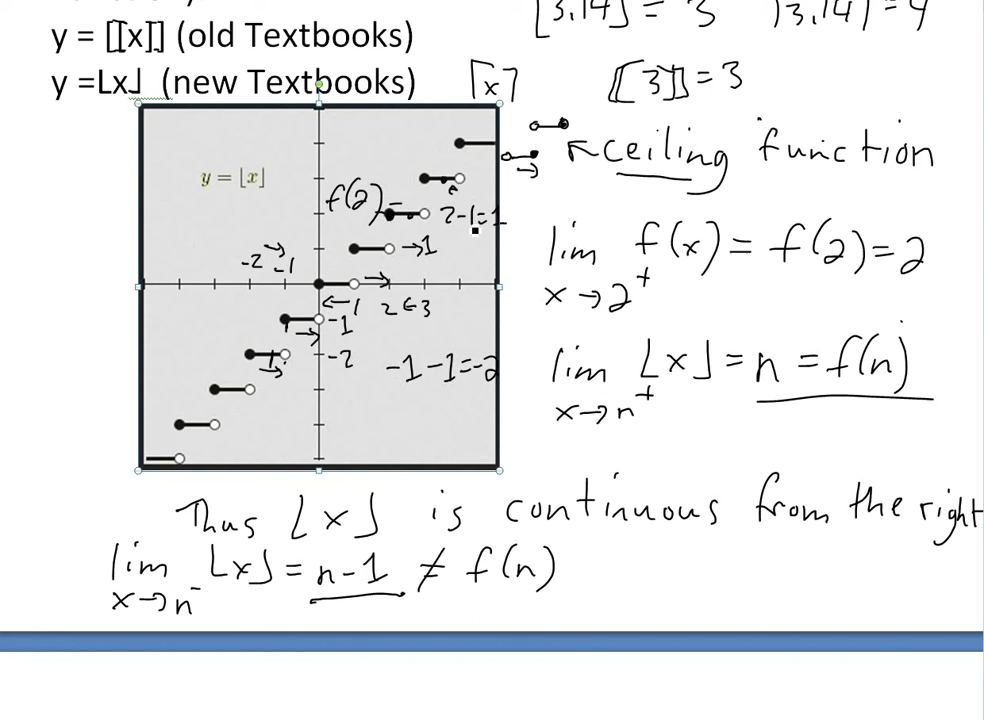 ⌊3.14⌋ = 3 ⌈3.14⌉ = 4
y = [[x]] (old Textbooks)
y =Lx⌋ (new Textbooks) ⌈x⌉ [[3]] = 3
ceiling function
y = ⌊x⌋
f(2) =
2-1=1
→1
-2 -1
←1 2←3
-1
-2
-1-1=-2
lim f(x) = f(2) = 2
x→2⁺
lim ⌊x⌋ = n = f(n)
x→n⁺
Thus ⌊x⌋ is continuous from the right
lim ⌊x⌋ = n-1 ≠ f(n)
x→n⁻